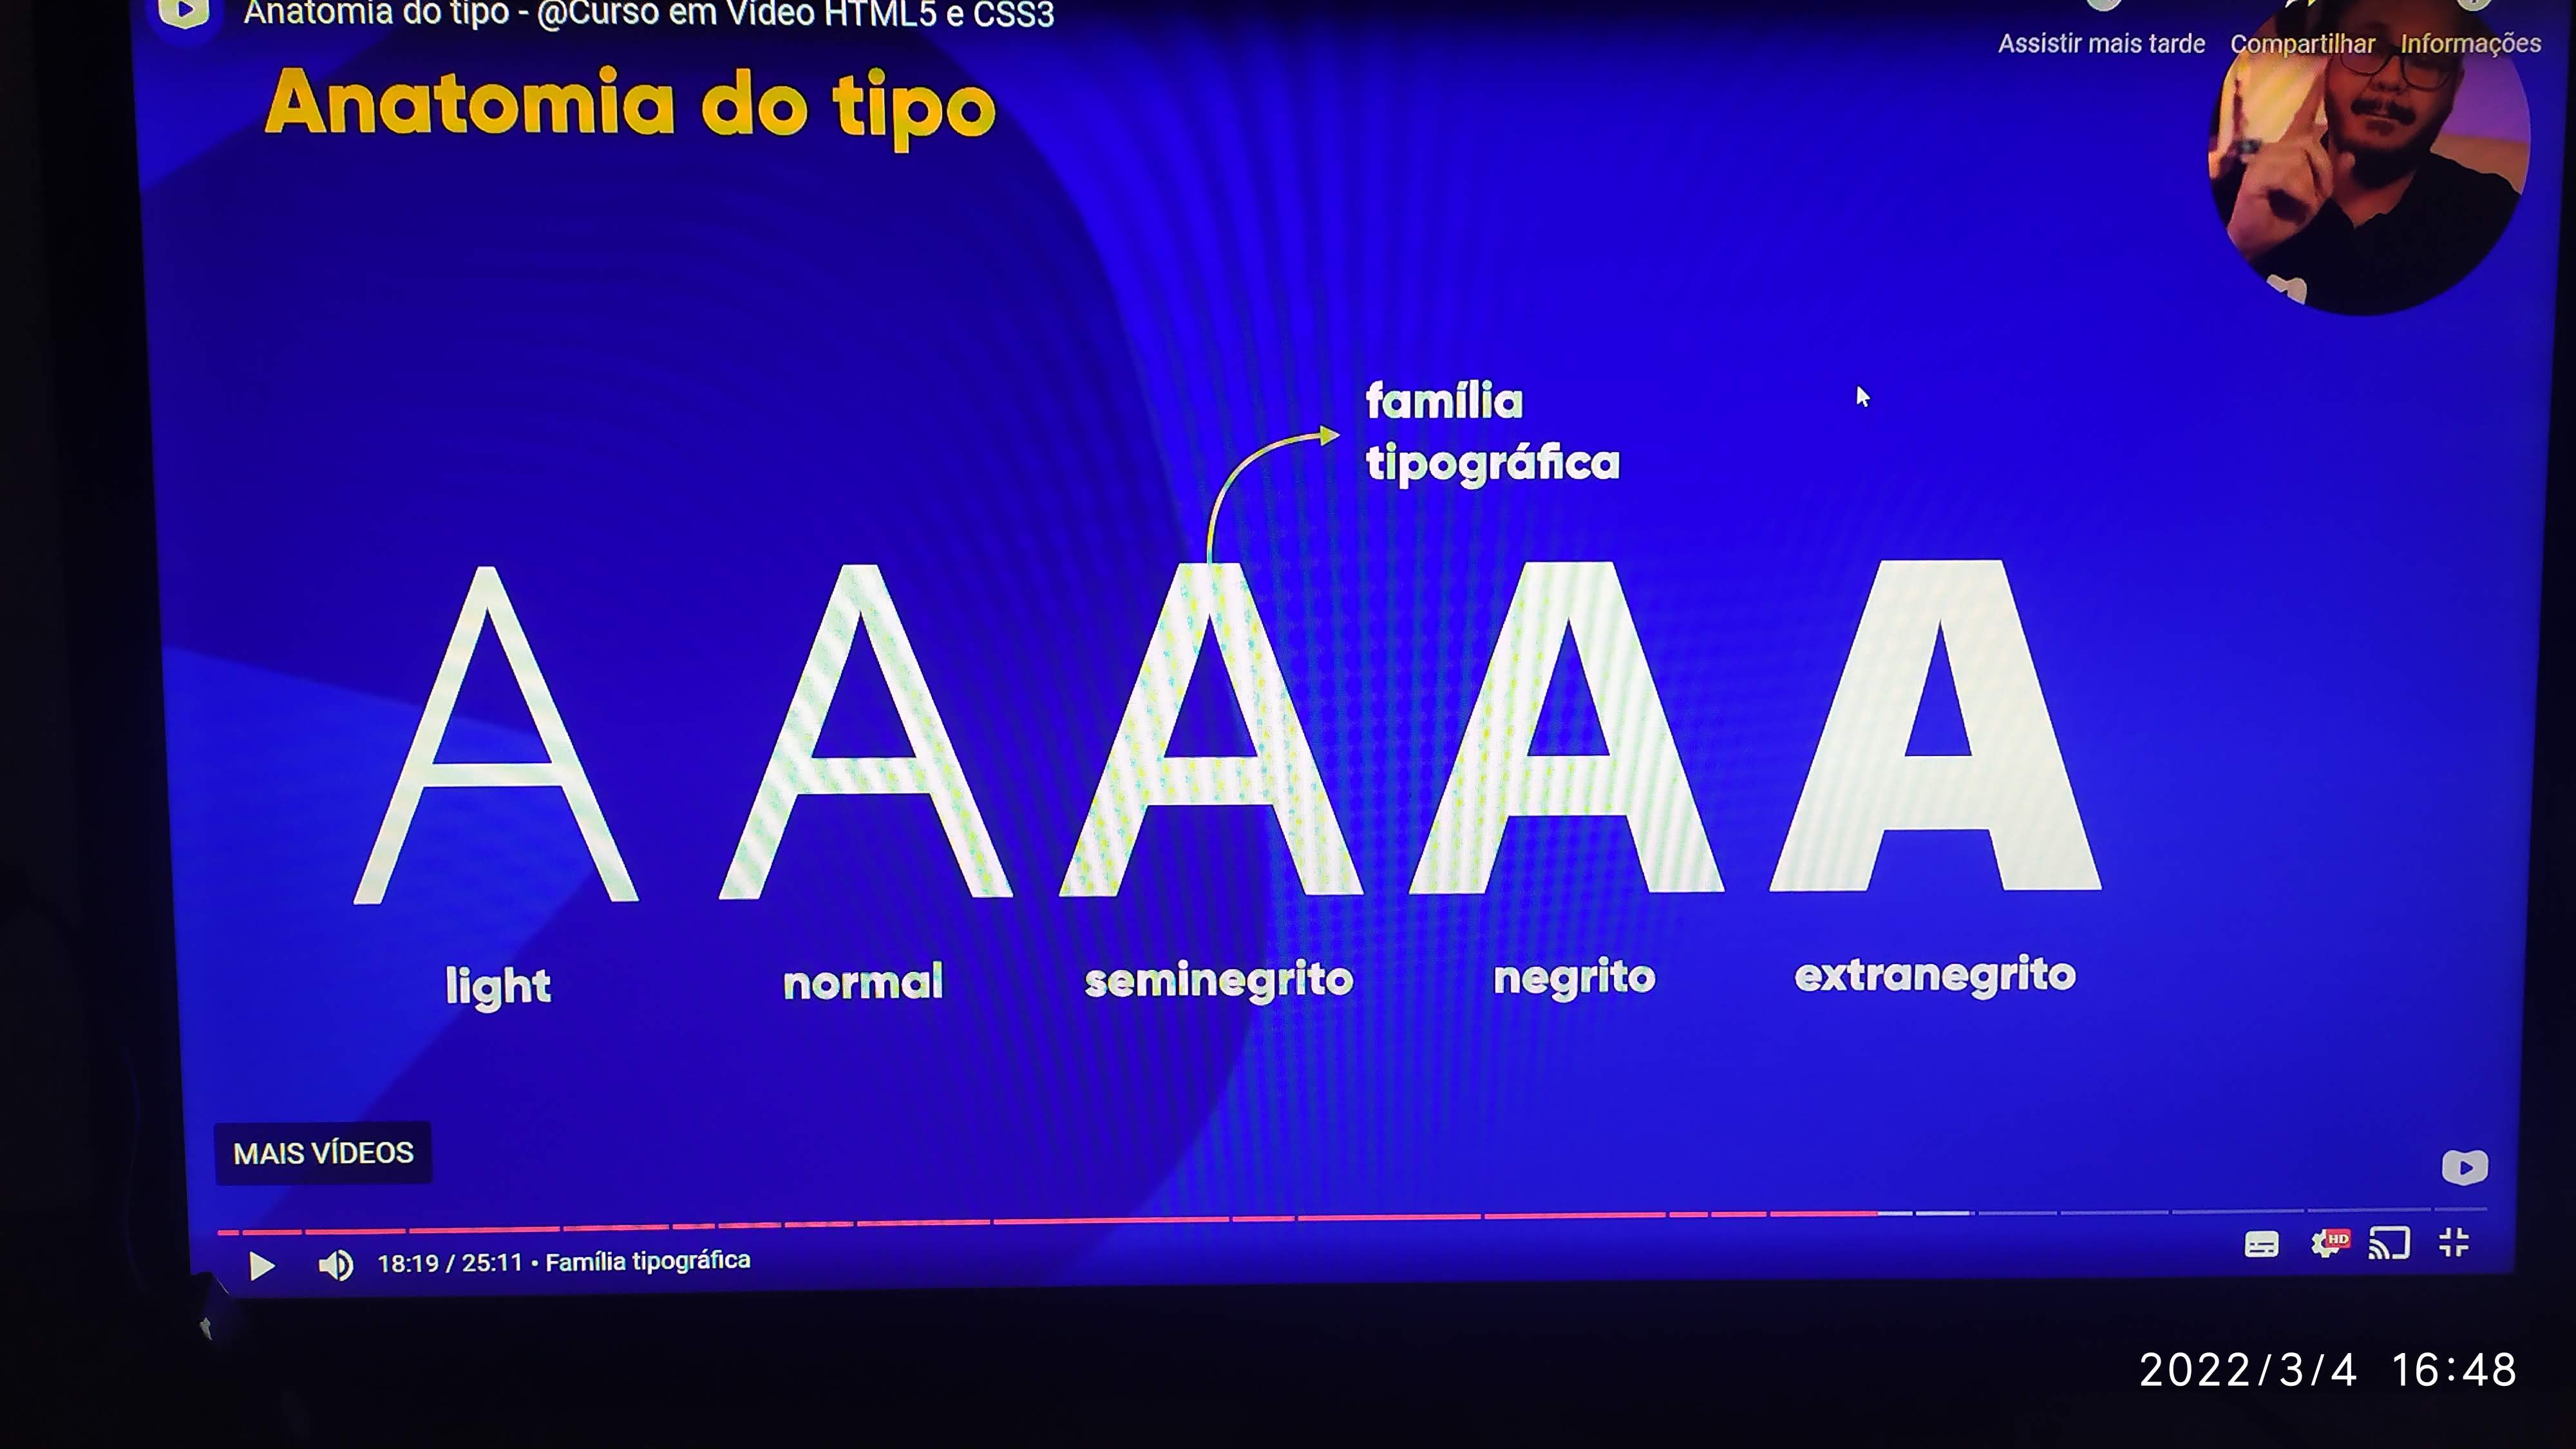 Anatomia do tipo - @Curso em Vídeo HTML5 e CSS3
Assistir mais tarde Compartilhar Informações
Anatomia do tipo
família
tipográfica
A A A A A
light normal seminegrito negrito extranegrito
MAIS VÍDEOS
18:19 / 25:11 • Família tipográfica
HD
2022/3/4 16:48